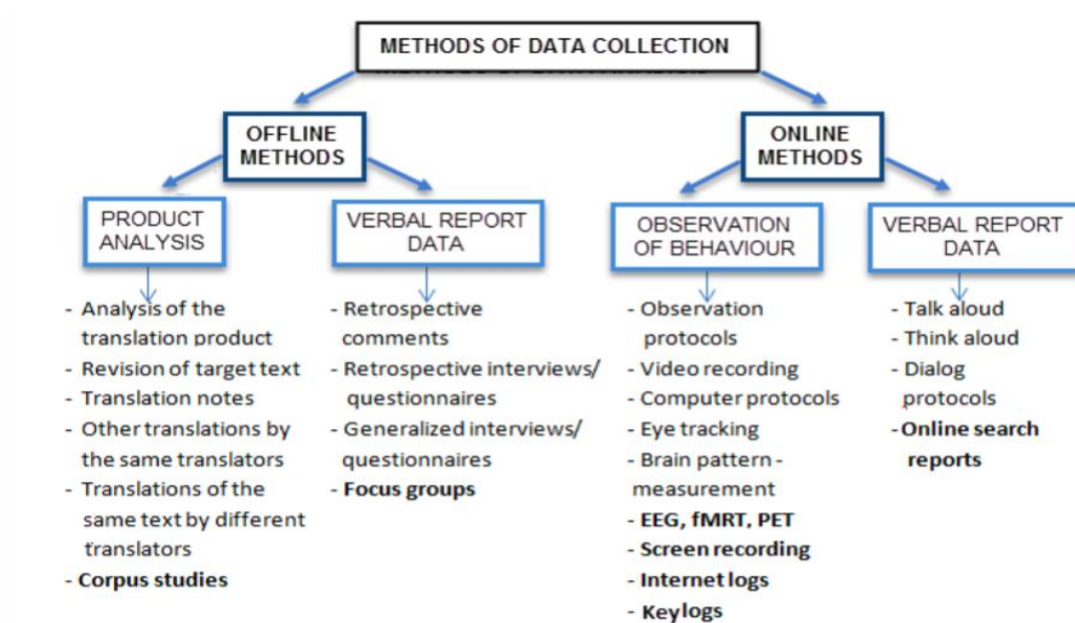 METHODS OF DATA COLLECTION
OFFLINE
METHODS
ONLINE
METHODS
PRODUCT
ANALYSIS
VERBAL REPORT
DATA
OBSERVATION
OF BEHAVIOUR
VERBAL REPORT
DATA
- Analysis of the
translation product
- Revision of target text
- Translation notes
- Other translations by
the same translators
- Translations of the
same text by different
translators
- Corpus studies
- Retrospective
comments
- Retrospective interviews/
questionnaires
- Generalized interviews/
questionnaires
- Focus groups
- Observation
protocols
- Video recording
- Computer protocols
- Eye tracking
- Brain pattern -
measurement
- EEG, fMRT, PET
- Screen recording
- Internet logs
- Keylogs
- Talk aloud
- Think aloud
- Dialog
protocols
-Online search
reports